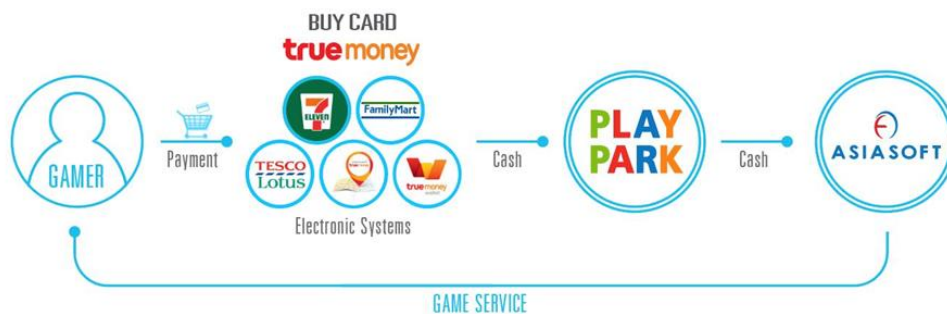 BUY CARD
truemoney
7
ELEVEN
FamilyMart
GAMER
Payment
TESCO
Lotus
truemoney
Electronic Systems
Cash
PLAY
PARK
Cash
ASIASOFT
GAME SERVICE